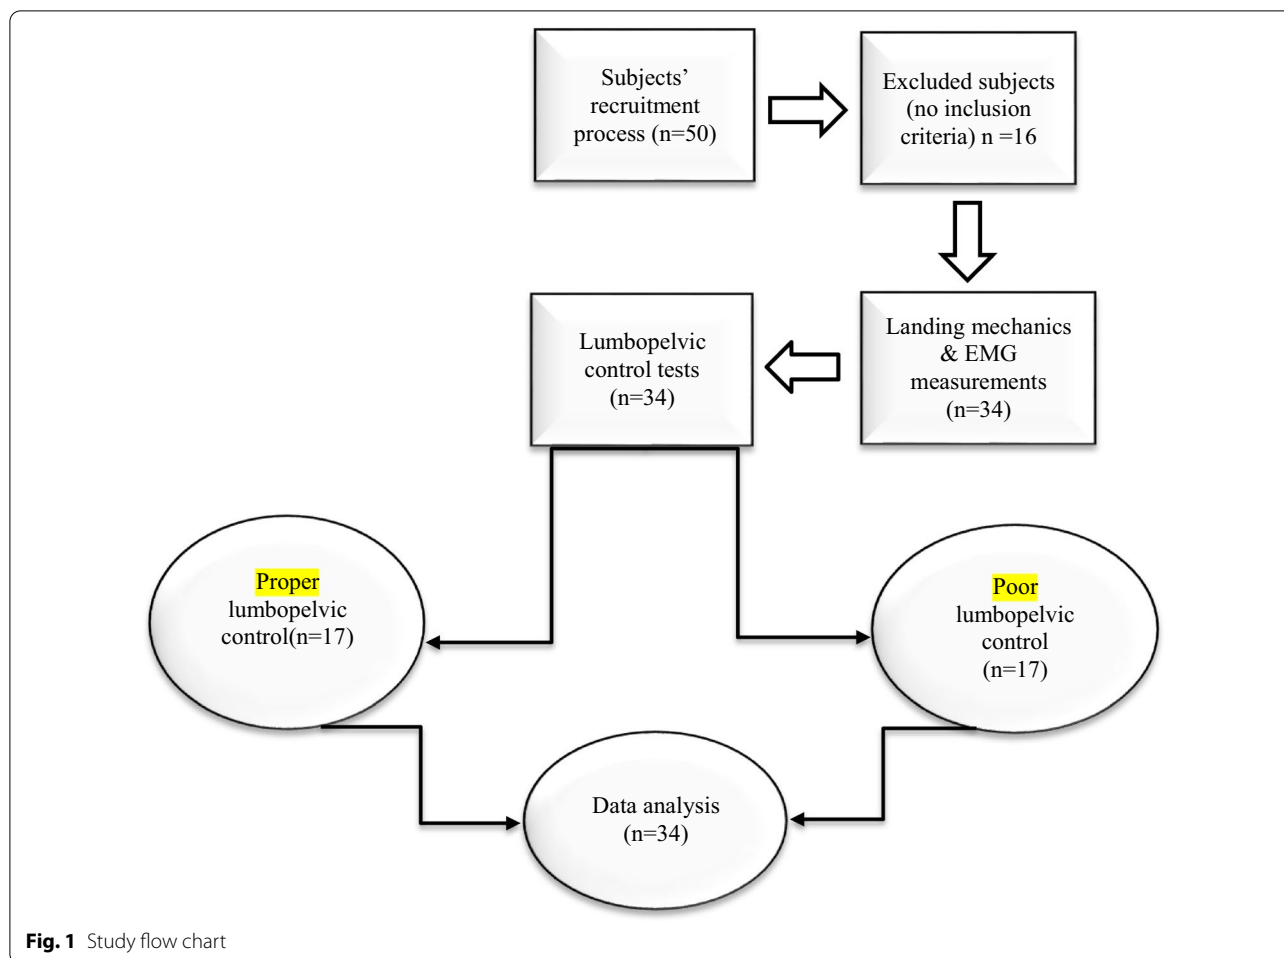 Subjects’
recruitment
process (n=50)
Excluded subjects
(no inclusion
criteria) n =16
Landing mechanics
& EMG
measurements
(n=34)
Lumbopelvic
control tests
(n=34)
Proper
lumbopelvic
control(n=17)
Poor
lumbopelvic
control
(n=17)
Data analysis
(n=34)
Fig. 1 Study flow chart